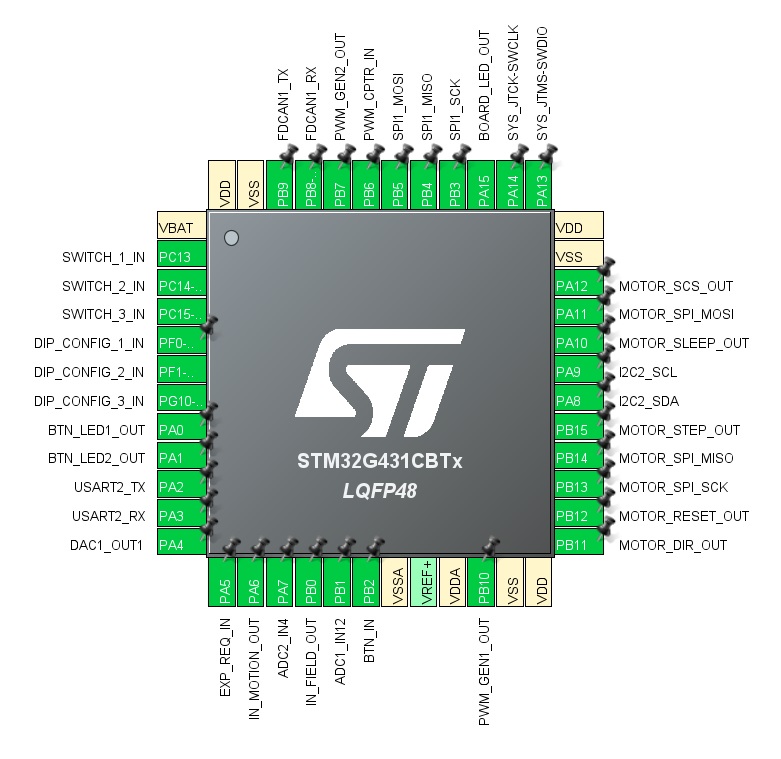 FDCAN1_TX
FDCAN1_RX
PWM_GEN2_OUT
PWM_CPTR_IN
SPI1_MOSI
SPI1_MISO
SPI1_SCK
BOARD_LED_OUT
SYS_JTCK-SWCLK
SYS_JTMS-SWDIO
VDD
VSS
PB9
PB8-..
PB7
PB6
PB5
PB4
PB3
PA15
PA14
PA13
VBAT
SWITCH_1_IN PC13
SWITCH_2_IN PC14-..
SWITCH_3_IN PC15-..
DIP_CONFIG_1_IN PF0-..
DIP_CONFIG_2_IN PF1-..
DIP_CONFIG_3_IN PG10-..
BTN_LED1_OUT PA0
BTN_LED2_OUT PA1
USART2_TX PA2
USART2_RX PA3
DAC1_OUT1 PA4
ST
STM32G431CBTx
LQFP48
VDD
VSS
PA12 MOTOR_SCS_OUT
PA11 MOTOR_SPI_MOSI
PA10 MOTOR_SLEEP_OUT
PA9 I2C2_SCL
PA8 I2C2_SDA
PB15 MOTOR_STEP_OUT
PB14 MOTOR_SPI_MISO
PB13 MOTOR_SPI_SCK
PB12 MOTOR_RESET_OUT
PB11 MOTOR_DIR_OUT
PA5
PA6
PA7
PB0
PB1
PB2
VSSA
VREF+
VDDA
PB10
VSS
VDD
EXP_REQ_IN
IN_MOTION_OUT
ADC2_IN4
IN_FIELD_OUT
ADC1_IN12
BTN_IN
PWM_GEN1_OUT